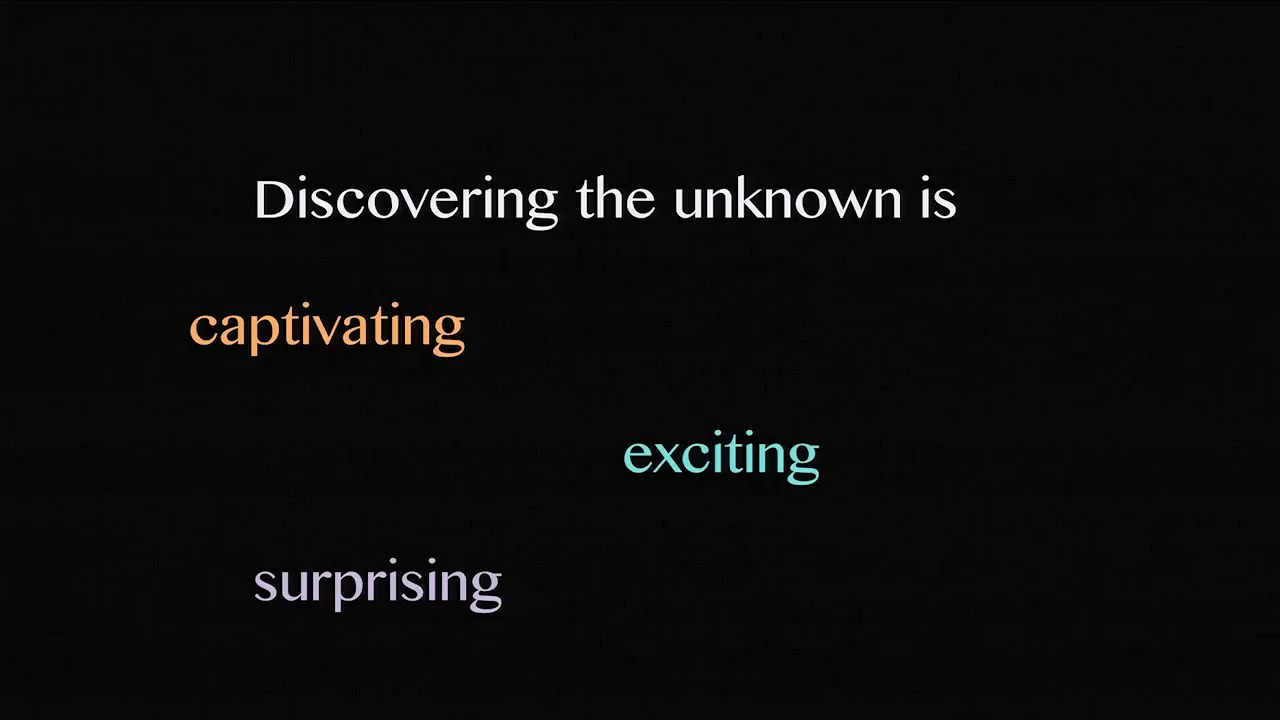 Discovering the unknown is
captivating
exciting
surprising